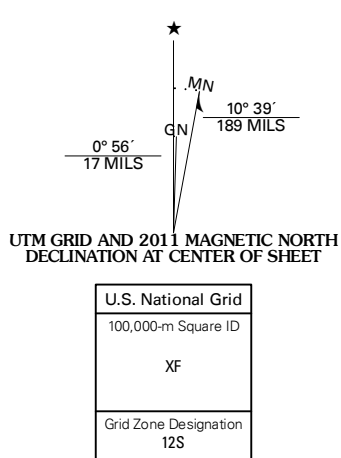 ★
MN
GN
10° 39´
189 MILS
0° 56´
17 MILS
UTM GRID AND 2011 MAGNETIC NORTH
DECLINATION AT CENTER OF SHEET
U.S. National Grid
100,000-m Square ID
XF
Grid Zone Designation
12S